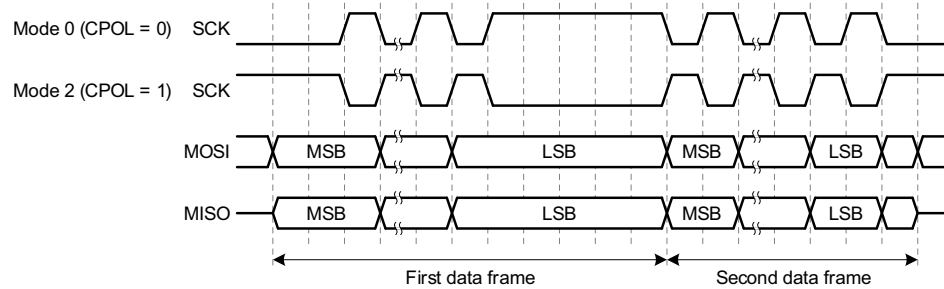 Mode 0 (CPOL = 0) SCK
Mode 2 (CPOL = 1) SCK
MOSI MSB LSB MSB LSB
MISO MSB LSB MSB LSB
First data frame Second data frame